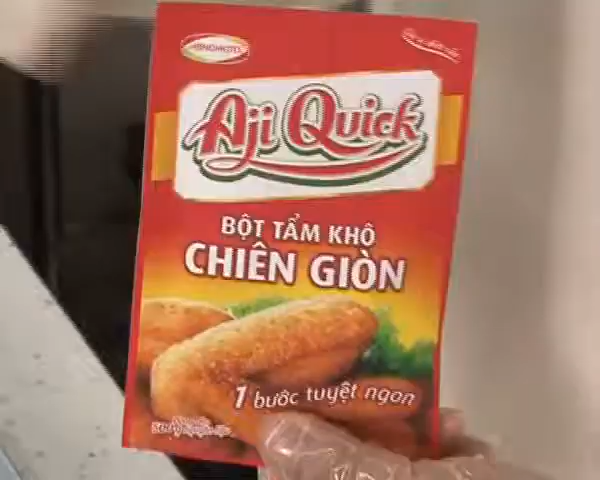 AJINOMOTO
Aji Quick
BỘT TẨM KHÔ
CHIÊN GIÒN
1 bước tuyệt ngon